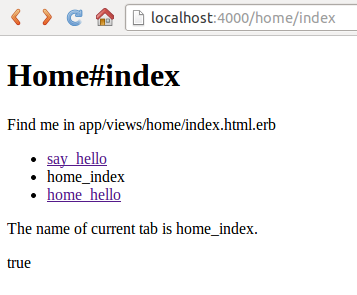 localhost:4000/home/index
Home#index
Find me in app/views/home/index.html.erb
say_hello
home_index
home_hello
The name of current tab is home_index.
true